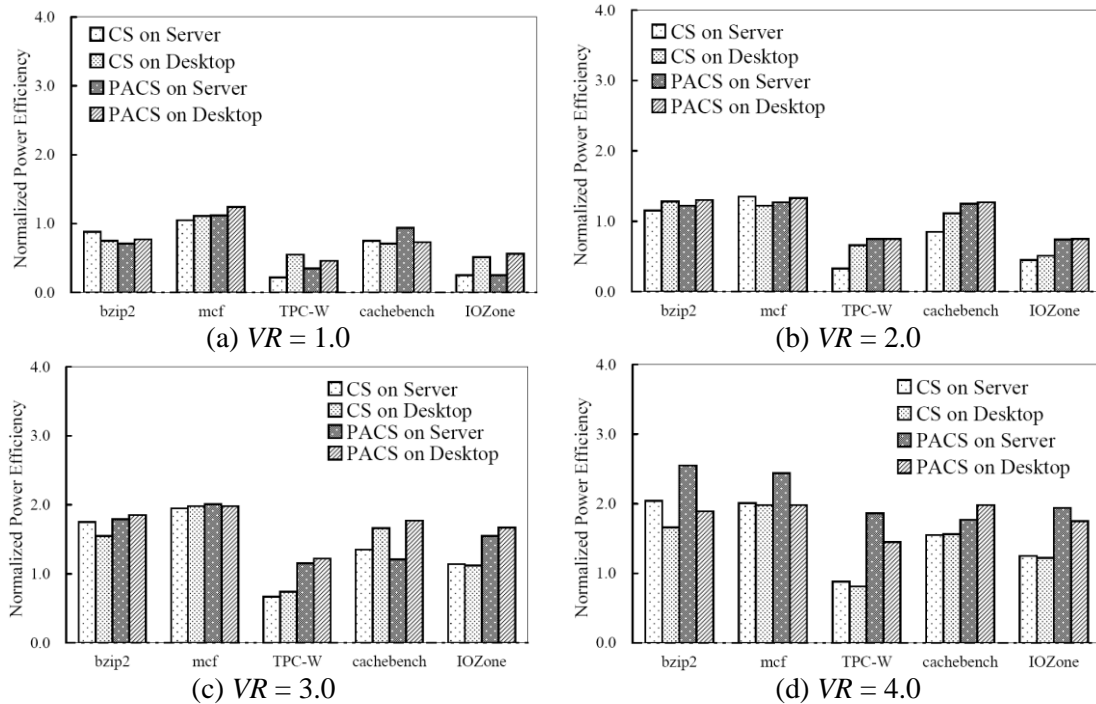 4.0
3.0
2.0
1.0
0.0
Normalized Power Efficiency
CS on Server
CS on Desktop
PACS on Server
PACS on Desktop
bzip2 mcf TPC-W cachebench IOZone
(a) VR = 1.0
4.0
3.0
2.0
1.0
0.0
Normalized Power Efficiency
CS on Server
CS on Desktop
PACS on Server
PACS on Desktop
bzip2 mcf TPC-W cachebench IOZone
(b) VR = 2.0
4.0
3.0
2.0
1.0
0.0
Normalized Power Efficiency
CS on Server
CS on Desktop
PACS on Server
PACS on Desktop
bzip2 mcf TPC-W cachebench IOZone
(c) VR = 3.0
4.0
3.0
2.0
1.0
0.0
Normalized Power Efficiency
CS on Server
CS on Desktop
PACS on Server
PACS on Desktop
bzip2 mcf TPC-W cachebench IOZone
(d) VR = 4.0